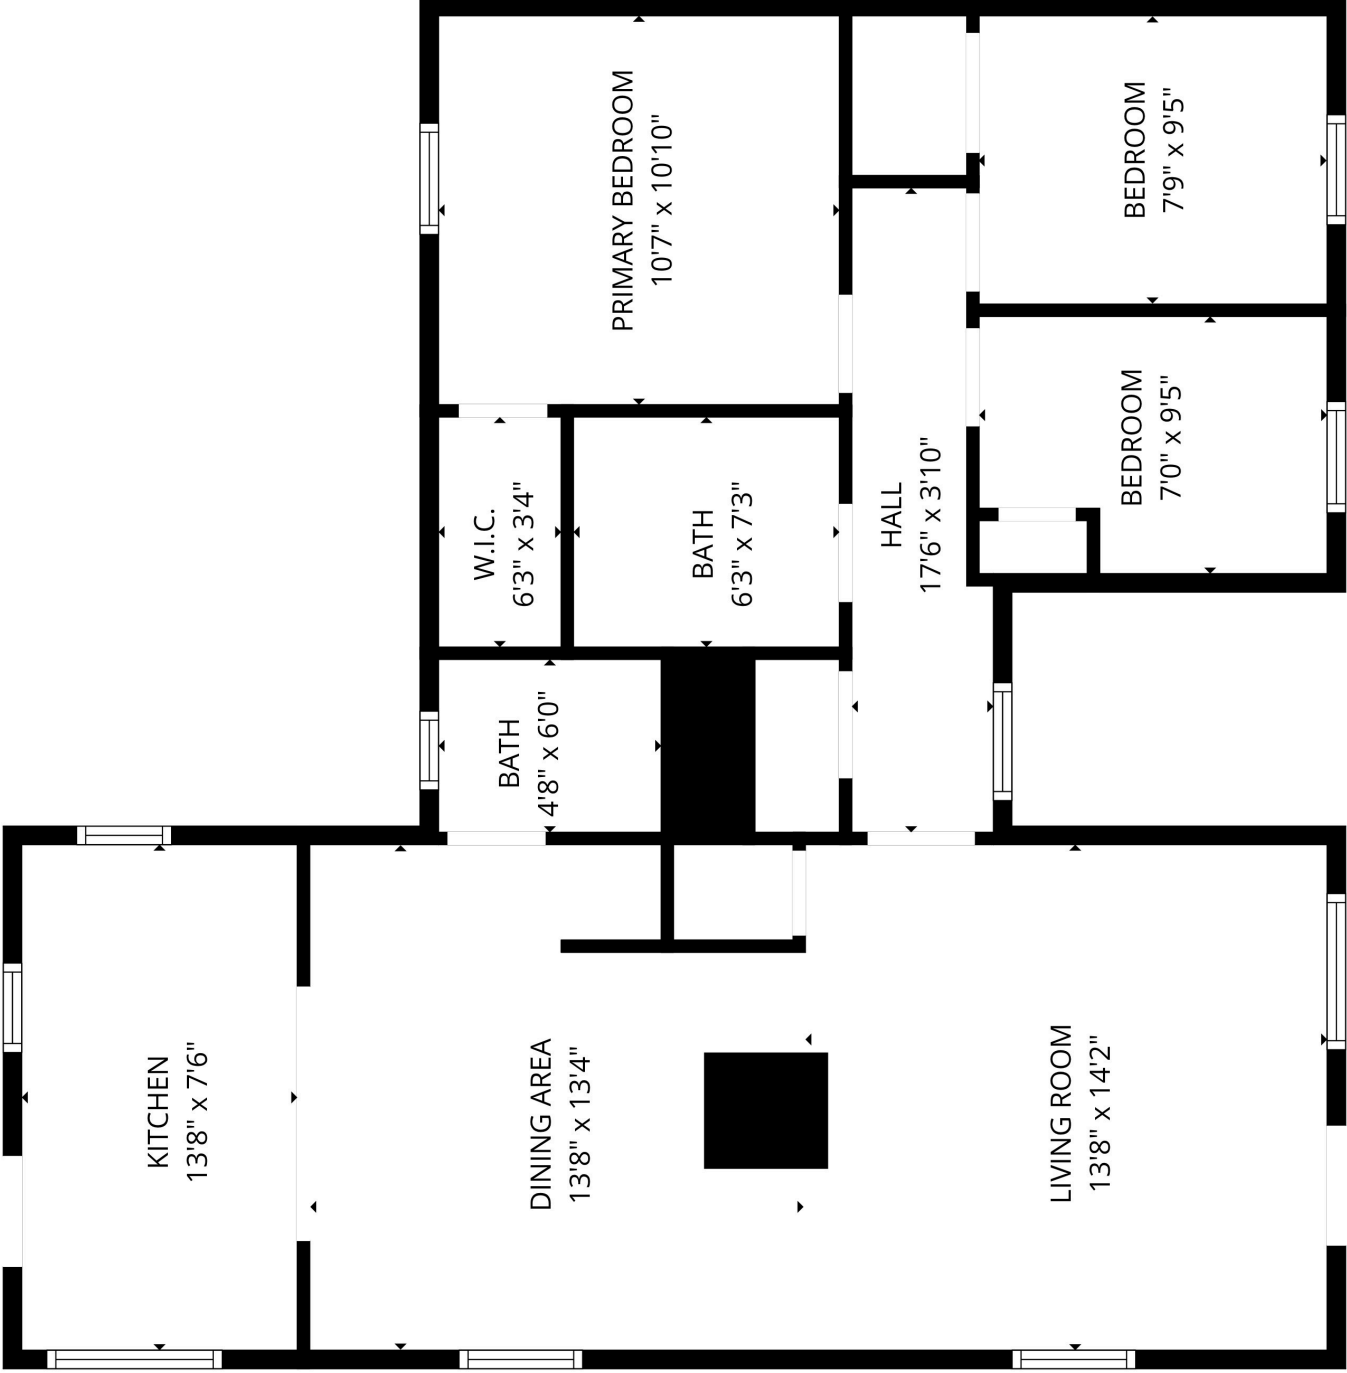 PRIMARY BEDROOM
10'7" x 10'10"
BEDROOM
7'9" x 9'5"
BEDROOM
7'0" x 9'5"
W.I.C.
6'3" x 3'4"
BATH
6'3" x 7'3"
HALL
17'6" x 3'10"
BATH
4'8" x 6'0"
KITCHEN
13'8" x 7'6"
DINING AREA
13'8" x 13'4"
LIVING ROOM
13'8" x 14'2"